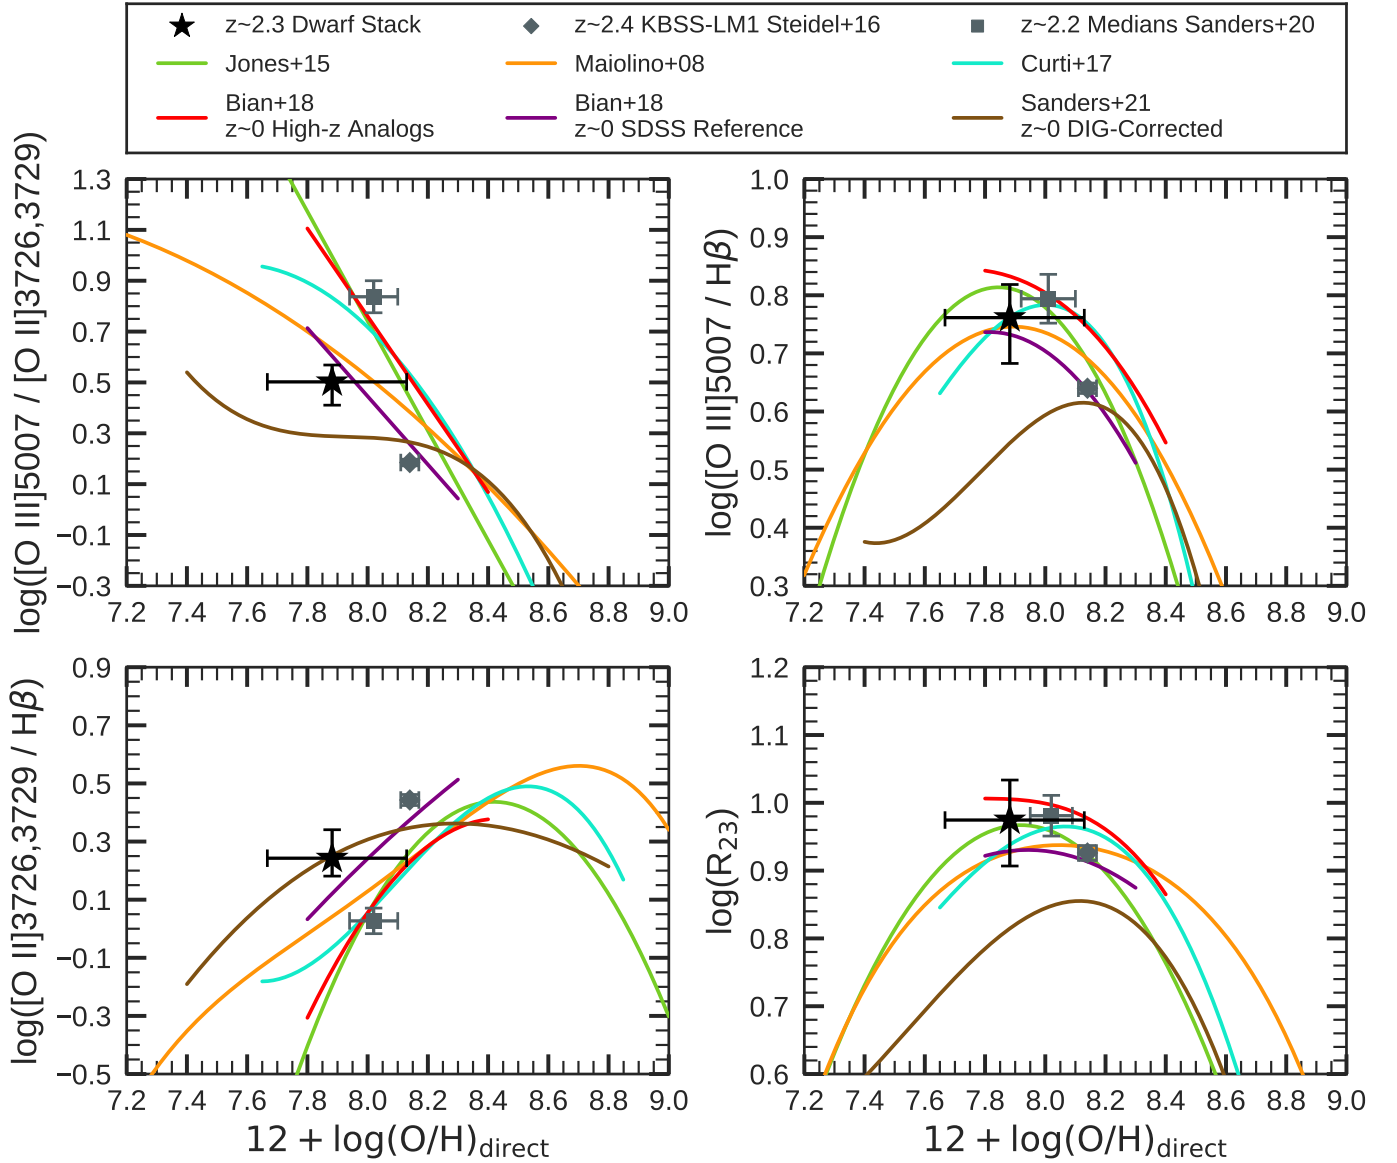 z~2.3 Dwarf Stack
z~2.4 KBSS-LM1 Steidel+16
z~2.2 Medians Sanders+20
Jones+15
Maiolino+08
Curti+17
Bian+18
z~0 High-z Analogs
Bian+18
z~0 SDSS Reference
Sanders+21
z~0 DIG-Corrected
log([O III]5007 / [O II]3726,3729)
1.3
1.1
0.9
0.7
0.5
0.3
0.1
−0.1
−0.3
7.2 7.4 7.6 7.8 8.0 8.2 8.4 8.6 8.8 9.0
log([O III]5007 / Hβ)
1.0
0.9
0.8
0.7
0.6
0.5
0.4
0.3
7.2 7.4 7.6 7.8 8.0 8.2 8.4 8.6 8.8 9.0
log([O II]3726,3729 / Hβ)
0.9
0.7
0.5
0.3
0.1
−0.1
−0.3
−0.5
7.2 7.4 7.6 7.8 8.0 8.2 8.4 8.6 8.8 9.0
12 + log(O/H)direct
log(R23)
1.2
1.1
1.0
0.9
0.8
0.7
0.6
7.2 7.4 7.6 7.8 8.0 8.2 8.4 8.6 8.8 9.0
12 + log(O/H)direct